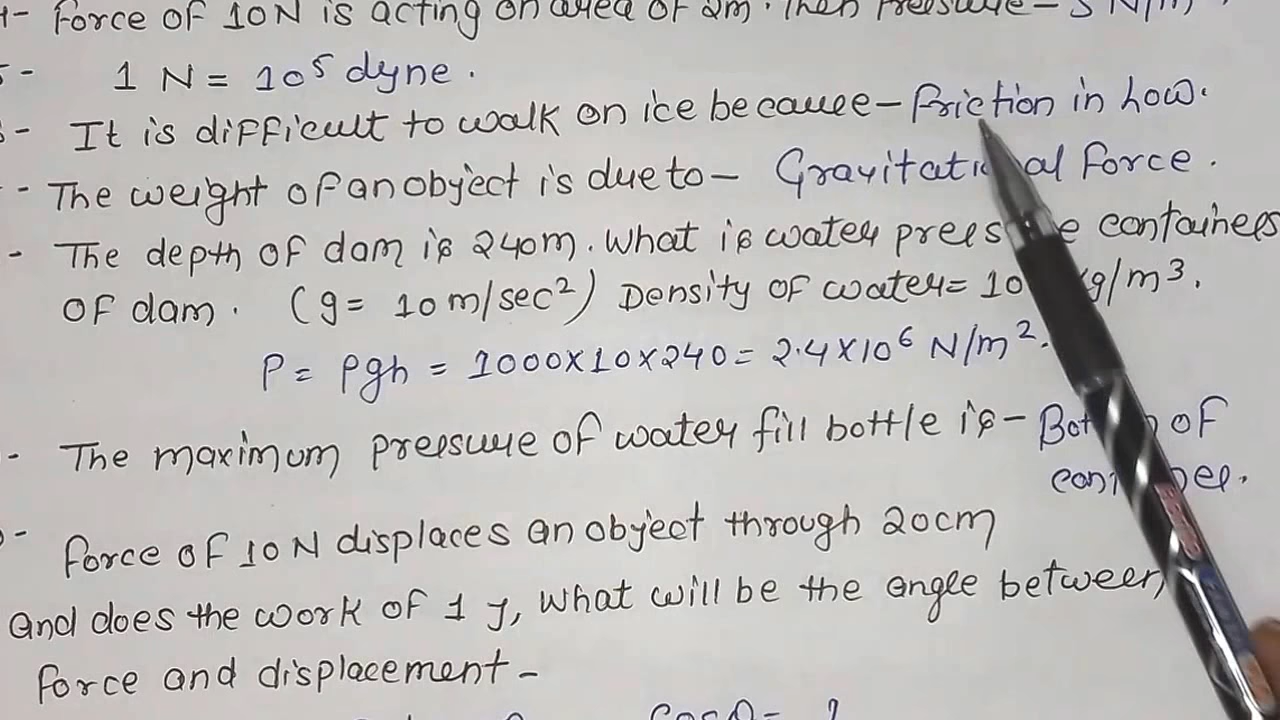 Force of 10N is acting on area of 2m². Then Pressure - 5 N/m².
1 N = 10⁵ dyne.
It is difficult to walk on ice because - Friction in Low.
The weight of an object is due to - Gravitational Force.
The depth of dam is 240m. What is water pressure containers
of dam. (g = 10 m/sec²) Density of water = 10 kg/m³.
P = ρgh = 1000×10×240 = 2.4×10⁶ N/m².
The maximum pressure of water fill bottle is - Bottom of
container.
Force of 10N displaces an object through 20cm
And does the work of 1 J, What will be the angle between
force and displacement -